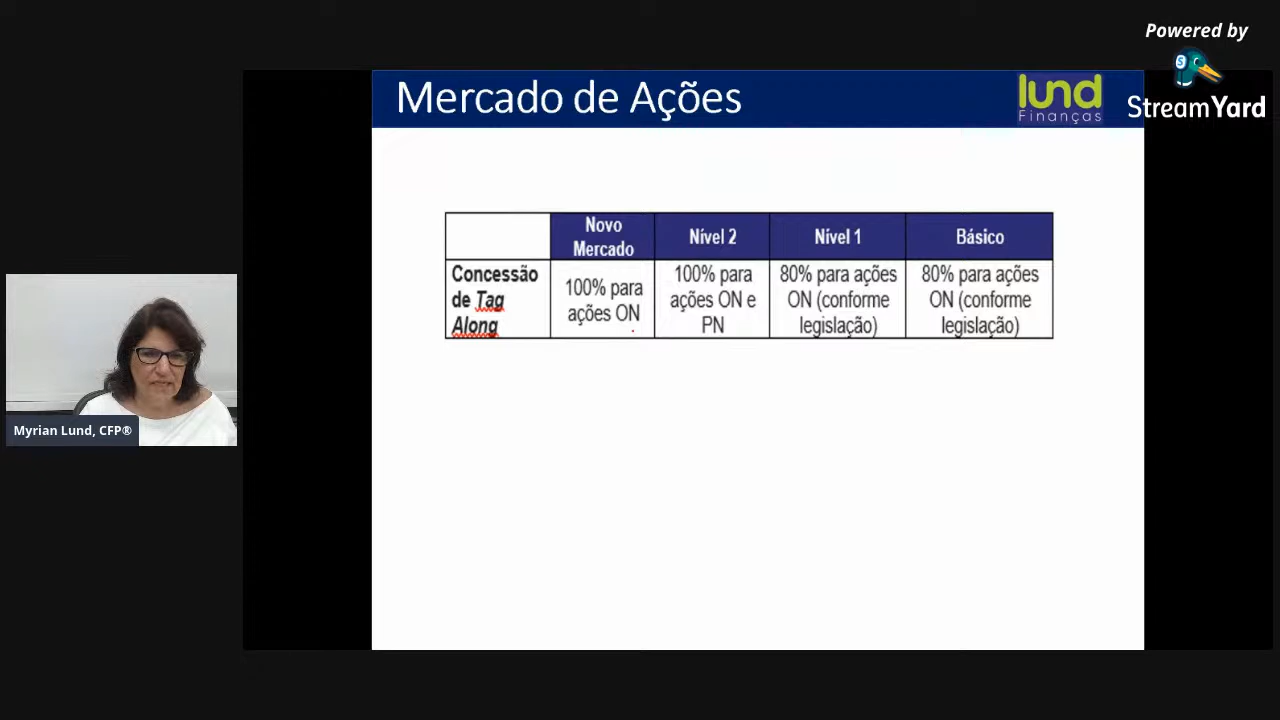 Powered by
StreamYard
Mercado de Ações
lund
Finanças
Novo
Mercado
Nível 2
Nível 1
Básico
Concessão
de Tag
Along
100% para
ações ON
100% para
ações ON e
PN
80% para ações
ON (conforme
legislação)
80% para ações
ON (conforme
legislação)
Myrian Lund, CFP®